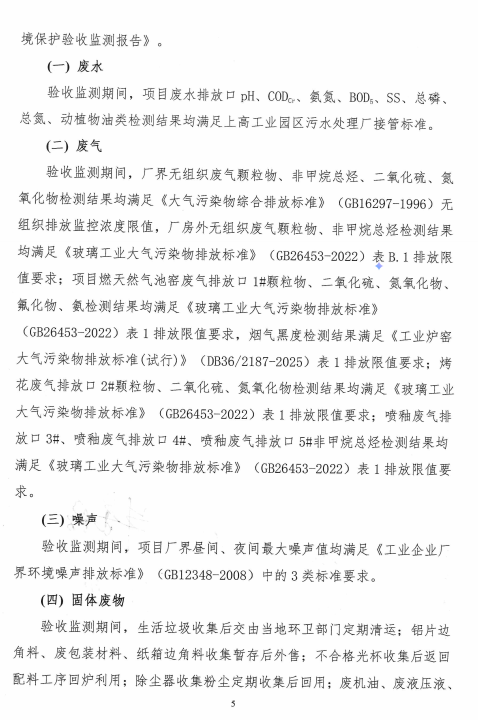 境保护验收监测报告》。
(一) 废水
验收监测期间，项目废水排放口 pH、CODCr、氨氮、BOD5、SS、总磷、
总氮、动植物油类检测结果均满足上高工业园区污水处理厂接管标准。
(二) 废气
验收监测期间，厂界无组织废气颗粒物、非甲烷总烃、二氧化硫、氮
氧化物检测结果均满足《大气污染物综合排放标准》（GB16297-1996）无
组织排放监控浓度限值，厂房外无组织废气颗粒物、非甲烷总烃检测结果
均满足《玻璃工业大气污染物排放标准》（GB26453-2022）表 B.1 排放限
值要求；项目燃天然气池窑废气排放口 1#颗粒物、二氧化硫、氮氧化物、
氟化物、氨检测结果均满足《玻璃工业大气污染物排放标准》
（GB26453-2022）表 1 排放限值要求，烟气黑度检测结果满足《工业炉窑
大气污染物排放标准(试行)》（DB36/2187-2025）表 1 排放限值要求；烤
花废气排放口 2#颗粒物、二氧化硫、氮氧化物检测结果均满足《玻璃工业
大气污染物排放标准》（GB26453-2022）表 1 排放限值要求；喷釉废气排
放口 3#、喷釉废气排放口 4#、喷釉废气排放口 5#非甲烷总烃检测结果均
满足《玻璃工业大气污染物排放标准》（GB26453-2022）表 1 排放限值要
求。
(三) 噪声
验收监测期间，项目厂界昼间、夜间最大噪声值均满足《工业企业厂
界环境噪声排放标准》（GB12348-2008）中的 3 类标准要求。
(四) 固体废物
验收监测期间，生活垃圾收集后交由当地环卫部门定期清运；铝片边
角料、废包装材料、纸箱边角料收集暂存后外售；不合格光杯收集后返回
配料工序回炉利用；除尘器收集粉尘定期收集后回用；废机油、废液压液、
5